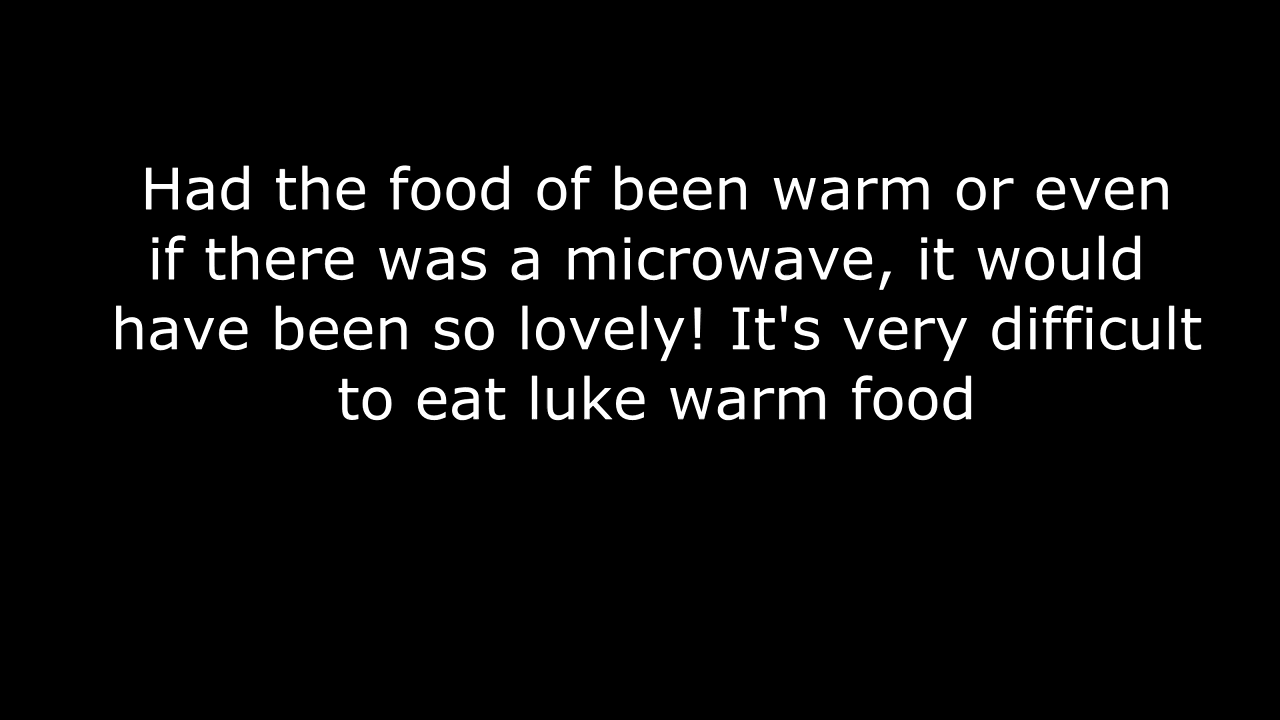 Had the food of been warm or even
if there was a microwave, it would
have been so lovely! It's very difficult
to eat luke warm food